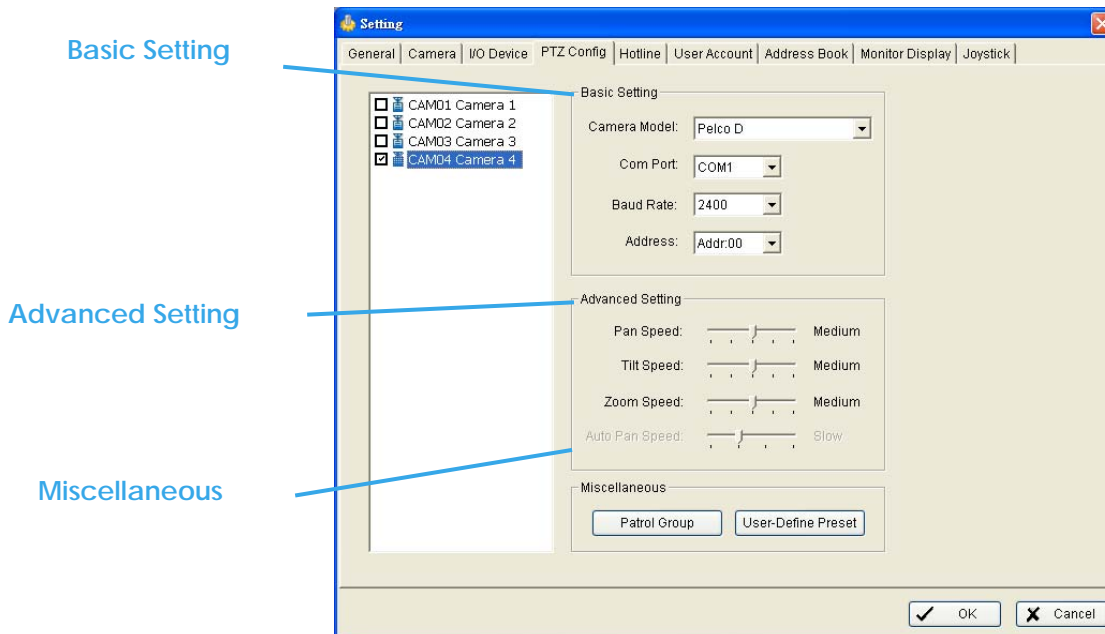 Setting
General Camera I/O Device PTZ Config Hotline User Account Address Book Monitor Display Joystick
Basic Setting
CAM01 Camera 1
CAM02 Camera 2
CAM03 Camera 3
CAM04 Camera 4
Basic Setting
Camera Model: Pelco D
Com Port: COM1
Baud Rate: 2400
Address: Addr:00
Advanced Setting
Advanced Setting
Pan Speed: Medium
Tilt Speed: Medium
Zoom Speed: Medium
Auto Pan Speed: Slow
Miscellaneous
Miscellaneous
Patrol Group User-Define Preset
OK Cancel